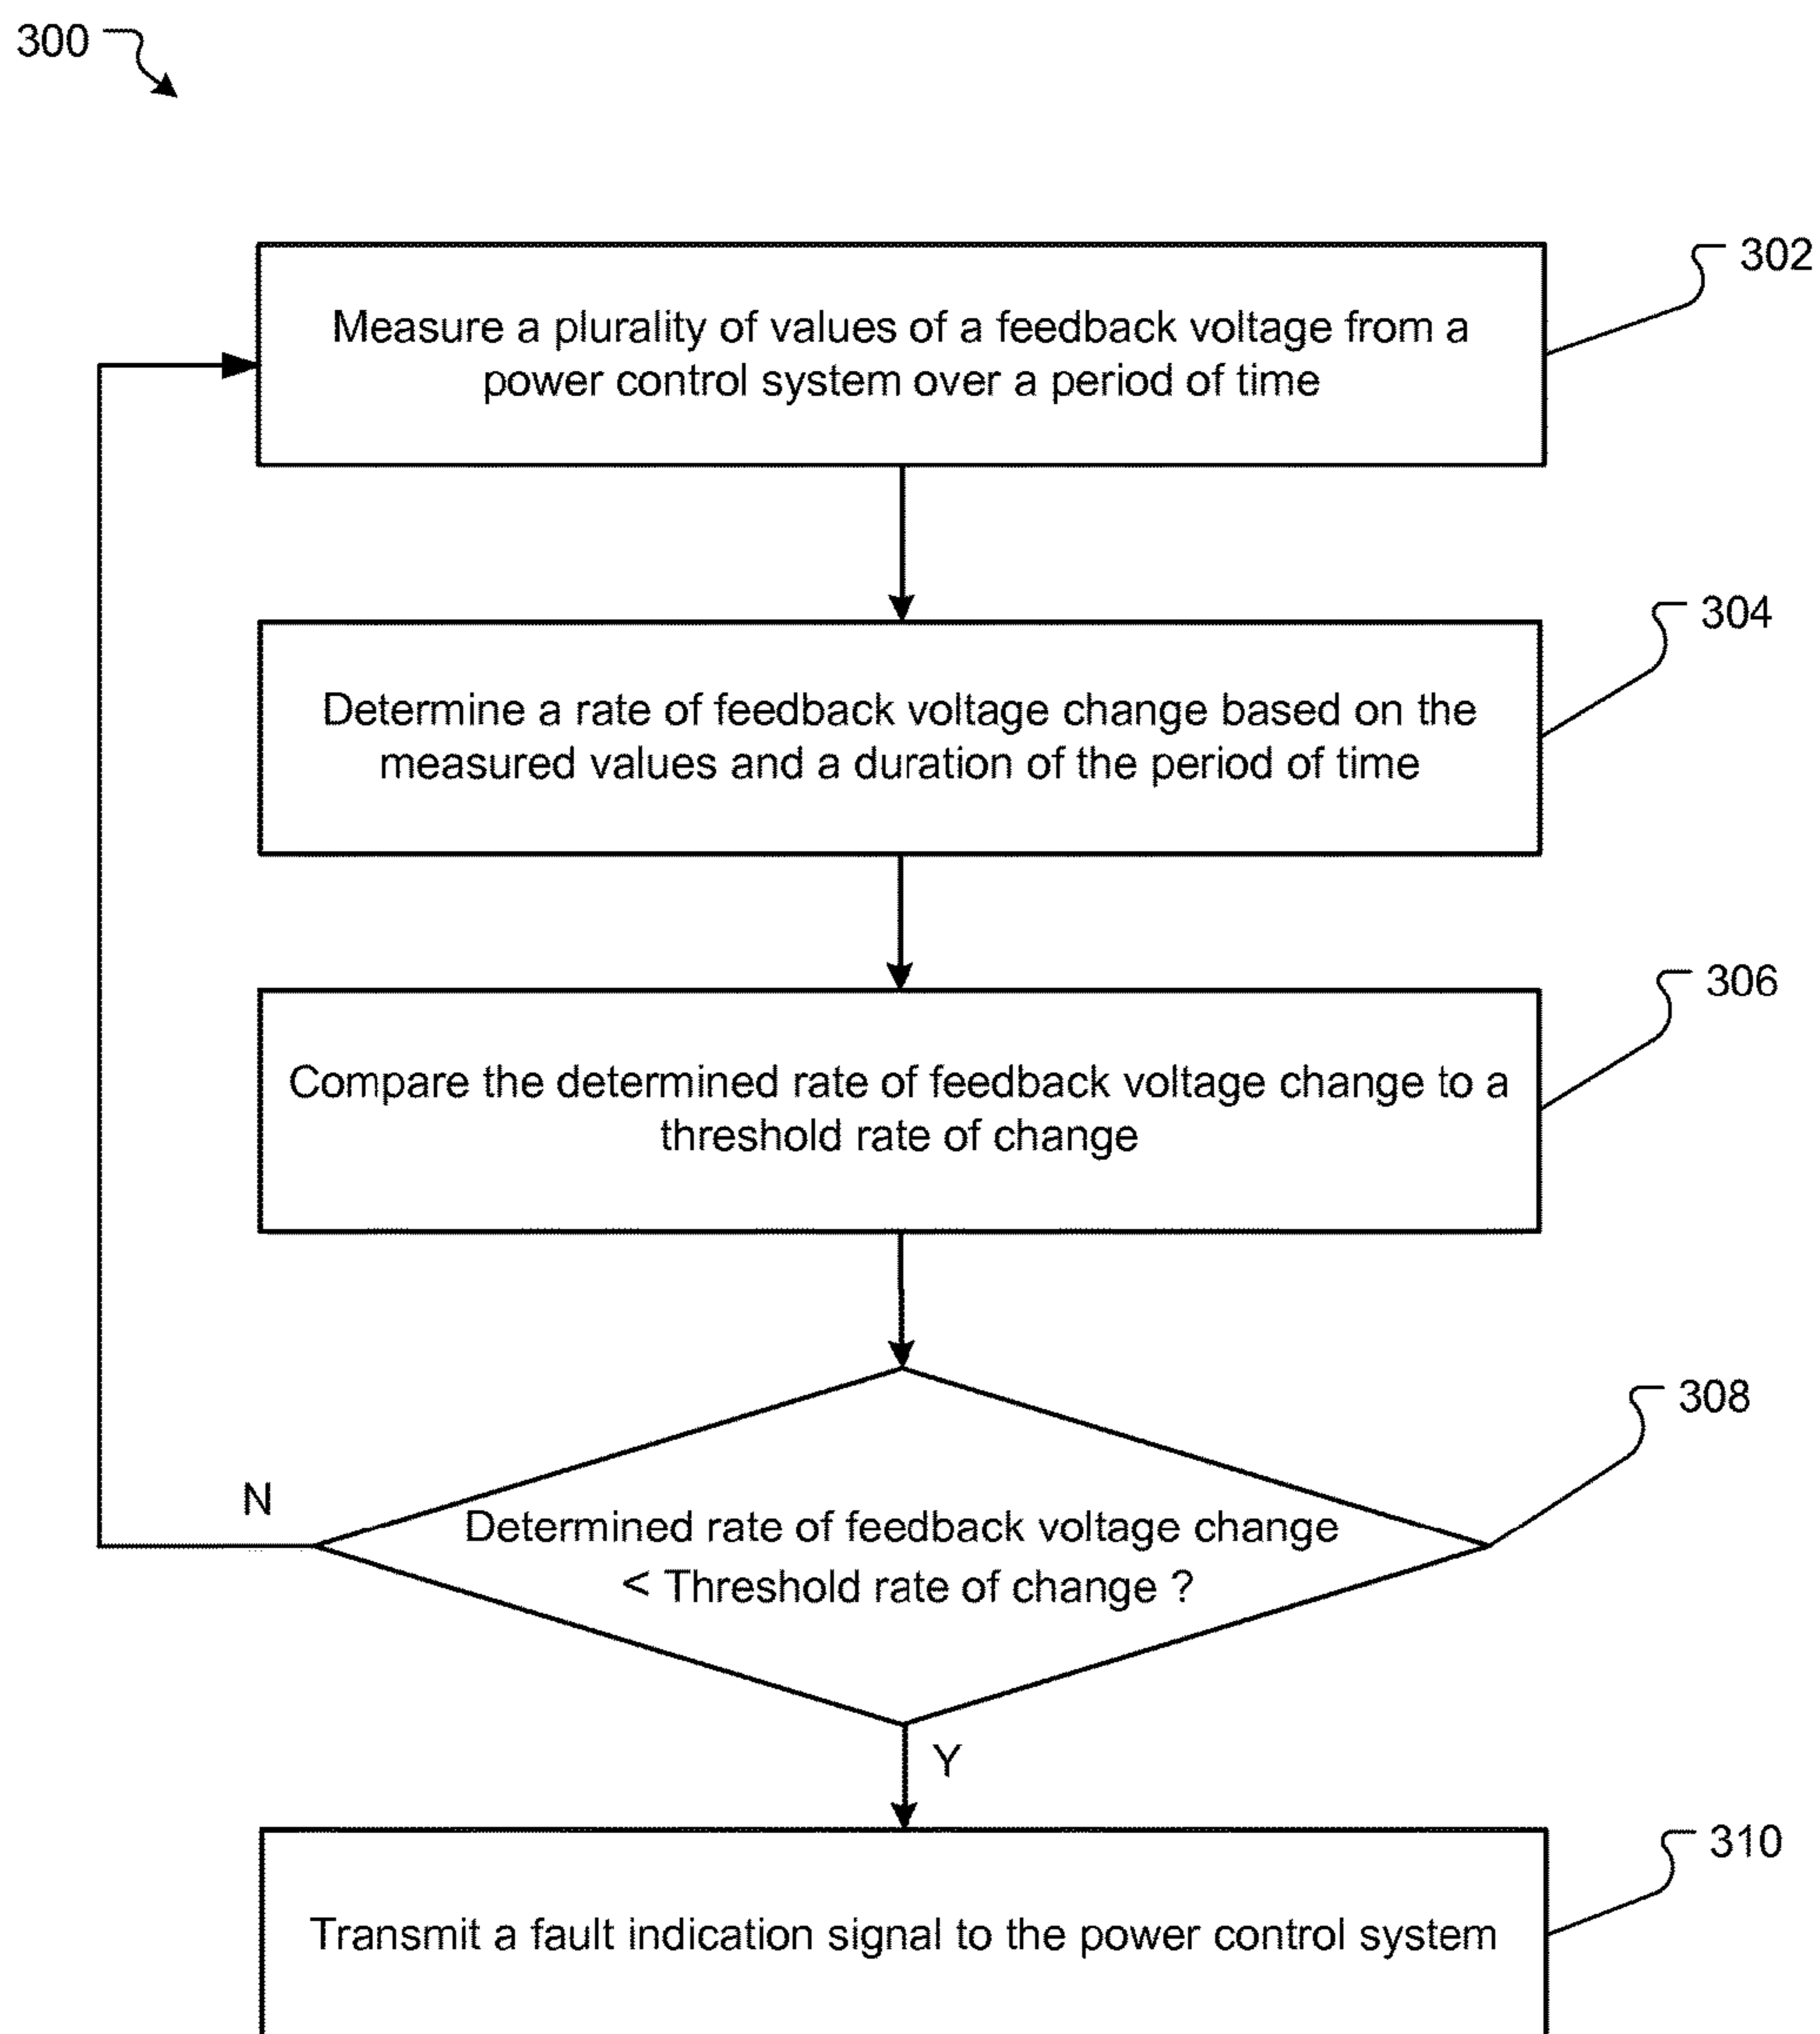 300
302
Measure a plurality of values of a feedback voltage from a
power control system over a period of time
304
Determine a rate of feedback voltage change based on the
measured values and a duration of the period of time
306
Compare the determined rate of feedback voltage change to a
threshold rate of change
308
N
Determined rate of feedback voltage change
< Threshold rate of change ?
Y
310
Transmit a fault indication signal to the power control system